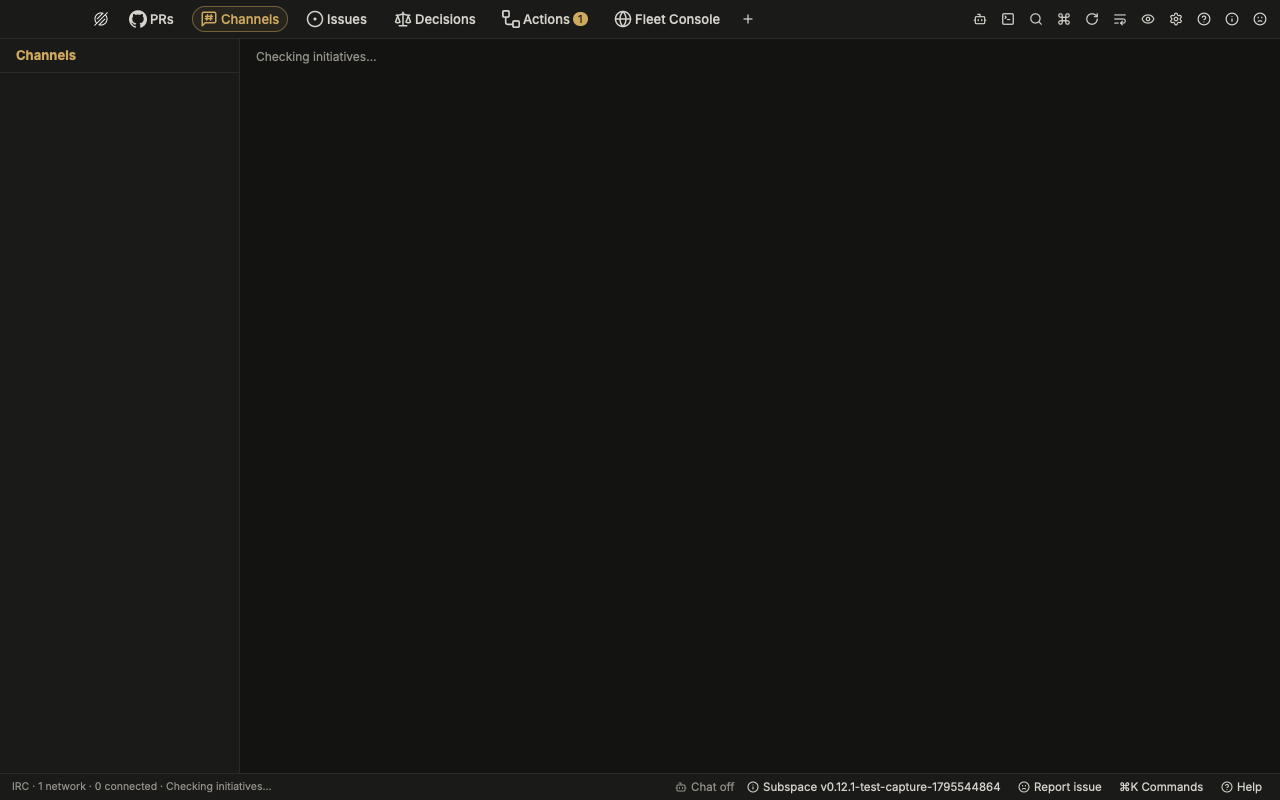 PRs Channels Issues Decisions Actions 1 Fleet Console +
Channels
Checking initiatives...
IRC · 1 network · 0 connected · Checking initiatives... Chat off Subspace v0.12.1-test-capture-1795544864 Report issue ⌘K Commands Help